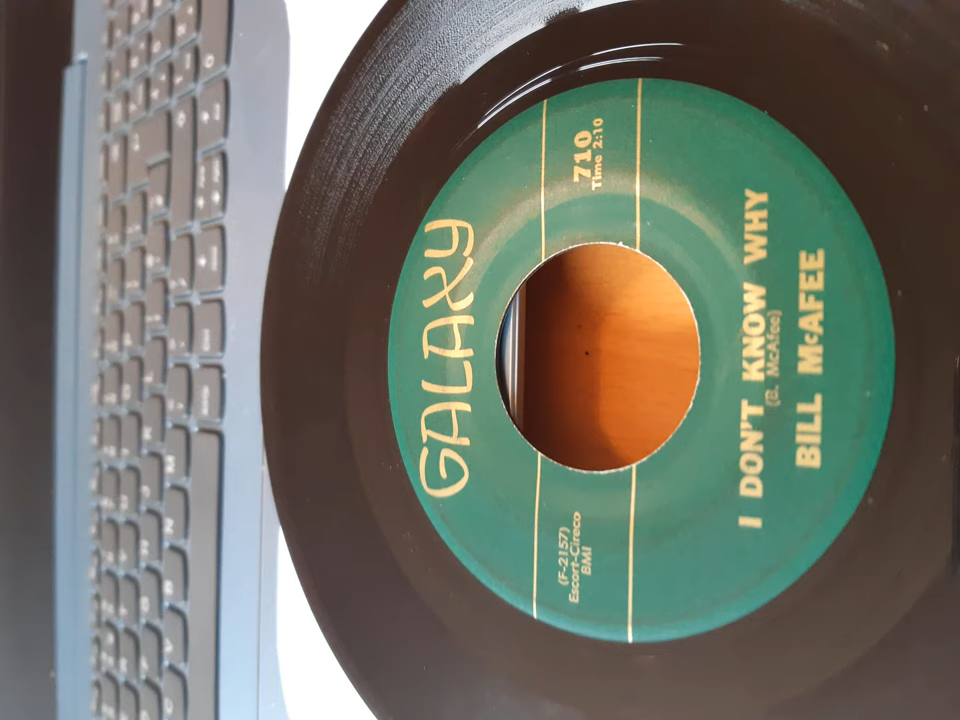 GALAXY
710
Time 2:10
(F-2157)
Escort-Cireco
BMI
I DON'T KNOW WHY
(B. McAfee)
BILL McAFEE